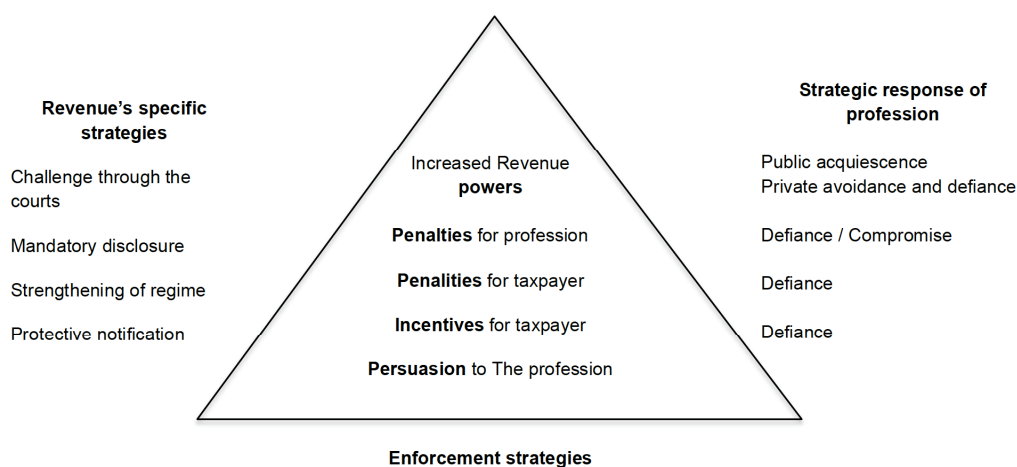 Revenue's specific
strategies
Challenge through the
courts
Mandatory disclosure
Strengthening of regime
Protective notification
Increased Revenue
powers
Penalties for profession
Penalities for taxpayer
Incentives for taxpayer
Persuasion to The profession
Strategic response of
profession
Public acquiescence
Private avoidance and defiance
Defiance / Compromise
Defiance
Defiance
Enforcement strategies